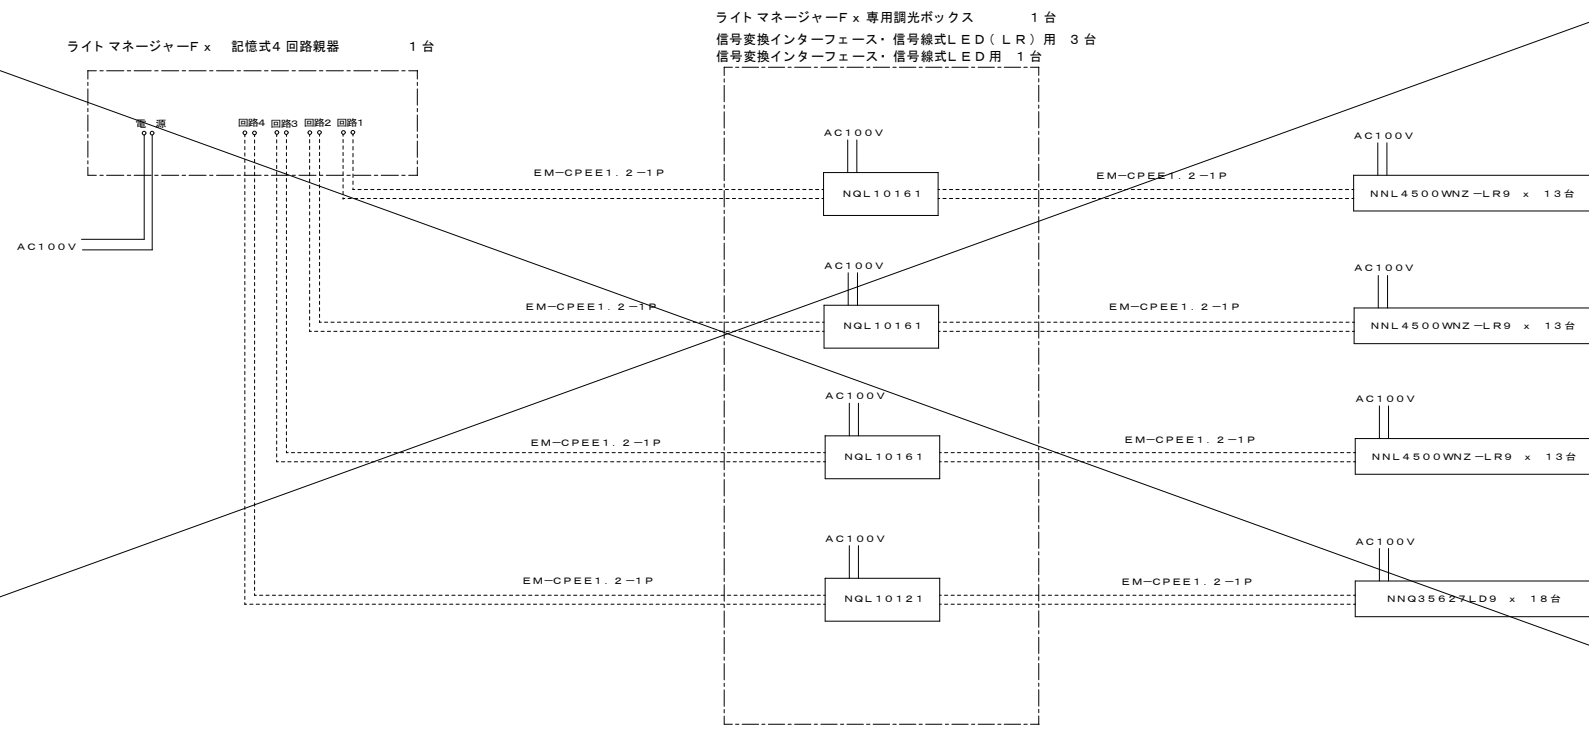 ライトマネージャーFx 専用調光ボックス 1台
信号変換インターフェース・信号線式LED(LR)用 3台
信号変換インターフェース・信号線式LED用 1台
ライトマネージャーFx 記憶式4回路親器 1台
電源 回路4 回路3 回路2 回路1
AC100V
AC100V
AC100V
EM-CPEE1.2-1P
EM-CPEE1.2-1P
NQL10161
NNL4500WNZ-LR9 x 13台
AC100V
AC100V
EM-CPEE1.2-1P
EM-CPEE1.2-1P
NQL10161
NNL4500WNZ-LR9 x 13台
AC100V
AC100V
EM-CPEE1.2-1P
EM-CPEE1.2-1P
NQL10161
NNL4500WNZ-LR9 x 13台
AC100V
AC100V
EM-CPEE1.2-1P
EM-CPEE1.2-1P
NQL10121
NNQ35627LD9 x 18台